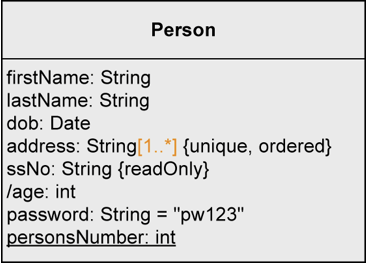 Person
firstName: String
lastName: String
dob: Date
address: String[1..*] {unique, ordered}
ssNo: String {readOnly}
/age: int
password: String = "pw123"
personsNumber: int